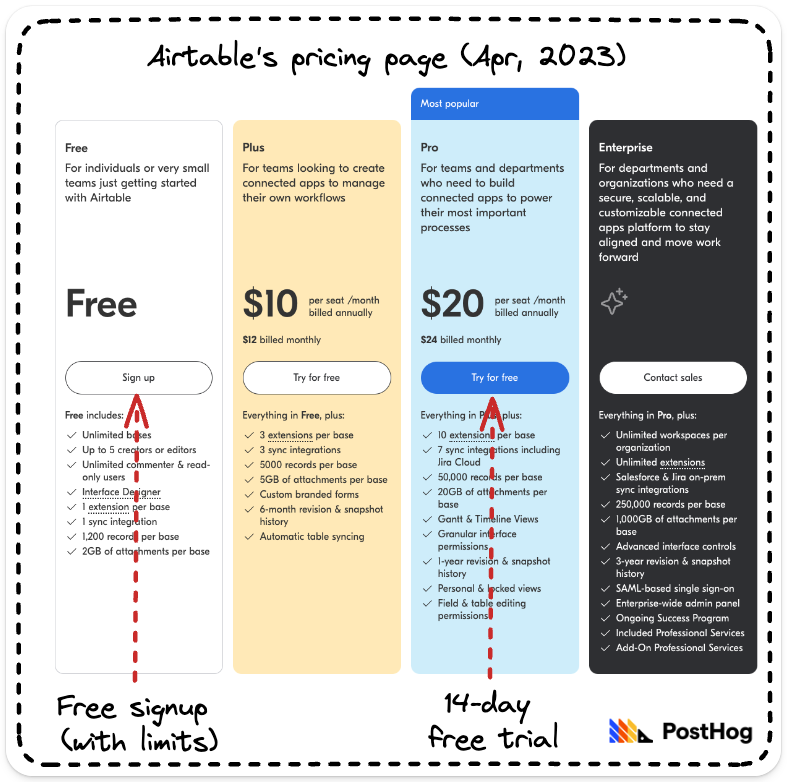 Airtable's pricing page (Apr, 2023)
Most popular
Free
For individuals or very small
teams just getting started
with Airtable
Free
Sign up
Free includes:
Unlimited bases
Up to 5 creators or editors
Unlimited commenter & read-
only users
Interface Designer
1 extension per base
1 sync integration
1,200 records per base
2GB of attachments per base
Plus
For teams looking to create
connected apps to manage
their own workflows
$10 per seat /month
billed annually
$12 billed monthly
Try for free
Everything in Free, plus:
3 extensions per base
3 sync integrations
5000 records per base
5GB of attachments per base
Custom branded forms
6-month revision & snapshot
history
Automatic table syncing
Pro
For teams and departments
who need to build
connected apps to power
their most important
processes
$20 per seat /month
billed annually
$24 billed monthly
Try for free
Everything in Plus, plus:
10 extensions per base
7 sync integrations including
Jira Cloud
50,000 records per base
20GB of attachments per
base
Gantt & Timeline Views
Granular interface
permissions
1-year revision & snapshot
history
Personal & locked views
Field & table editing
permissions
Enterprise
For departments and
organizations who need a
secure, scalable, and
customizable connected
apps platform to stay
aligned and move work
forward
Contact sales
Everything in Pro, plus:
Unlimited workspaces per
organization
Unlimited extensions
Salesforce & Jira on-prem
sync integrations
250,000 records per base
1,000GB of attachments per
base
Advanced interface controls
3-year revision & snapshot
history
SAML-based single sign-on
Enterprise-wide admin panel
Ongoing Success Program
Included Professional Services
Add-On Professional Services
Free signup
(with limits)
14-day
free trial
PostHog